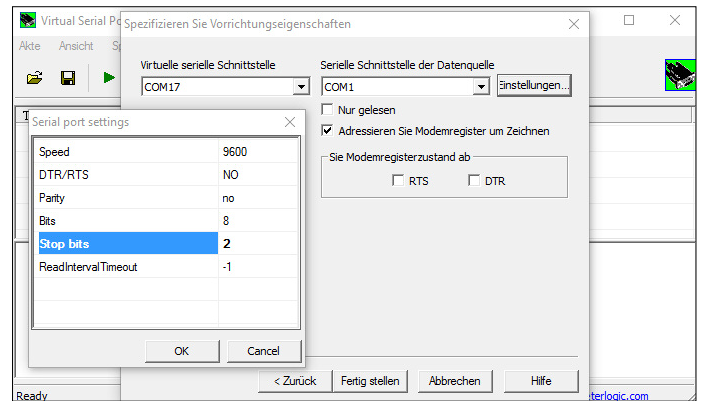 Virtual Serial Po
Akte Ansicht Sp
Spezifizieren Sie Vorrichtungseigenschaften
Virtuelle serielle Schnittstelle
COM17
Serielle Schnittstelle der Datenquelle
COM1
Einstellungen...
Nur gelesen
Adressieren Sie Modemregister um Zeichnen
Sie Modemregisterzustand ab
RTS DTR
T
Serial port settings
Speed 9600
DTR/RTS NO
Parity no
Bits 8
Stop bits 2
ReadIntervalTimeout -1
OK Cancel
< Zurück Fertig stellen Abbrechen Hilfe
Ready
eterlogic.com